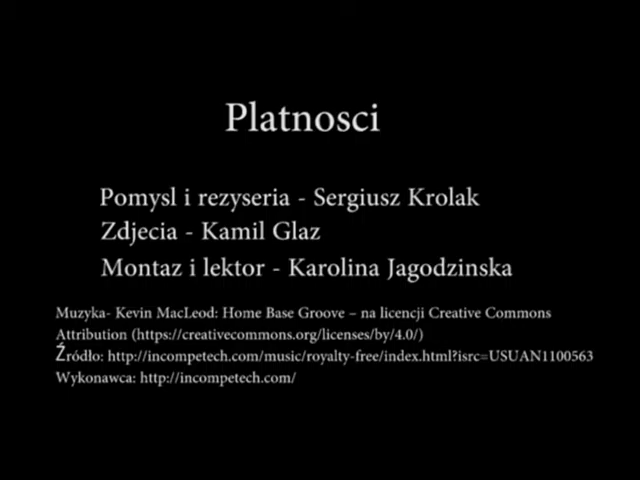 Platnosci
Pomysl i rezyseria - Sergiusz Krolak
Zdjecia - Kamil Glaz
Montaz i lektor - Karolina Jagodzinska
Muzyka- Kevin MacLeod: Home Base Groove – na licencji Creative Commons
Attribution (https://creativecommons.org/licenses/by/4.0/)
Źródło: http://incompetech.com/music/royalty-free/index.html?isrc=USUAN1100563
Wykonawca: http://incompetech.com/